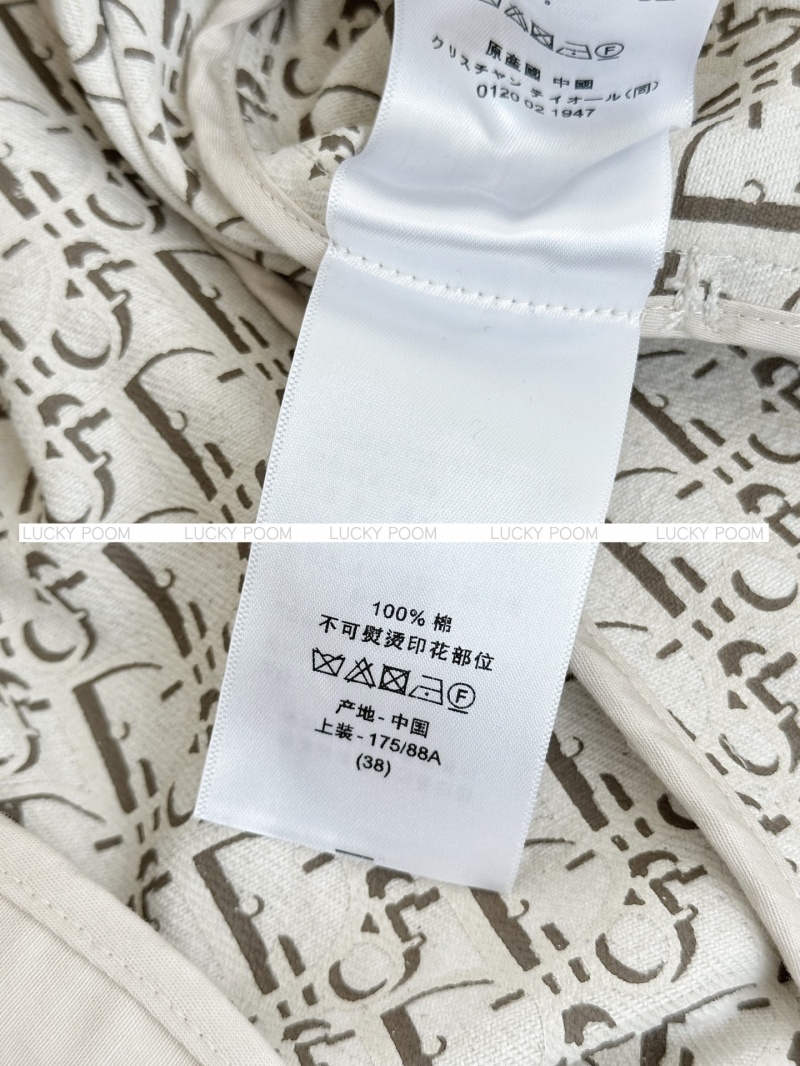 原產國 中國
クリスチャン ディオール(同)
0120 02 1947
LUCKY POOM LUCKY POOM LUCKY POOM LUCKY POOM LUCKY POOM
100% 棉
不可熨烫印花部位
产地 - 中国
上装 - 175/88A
(38)